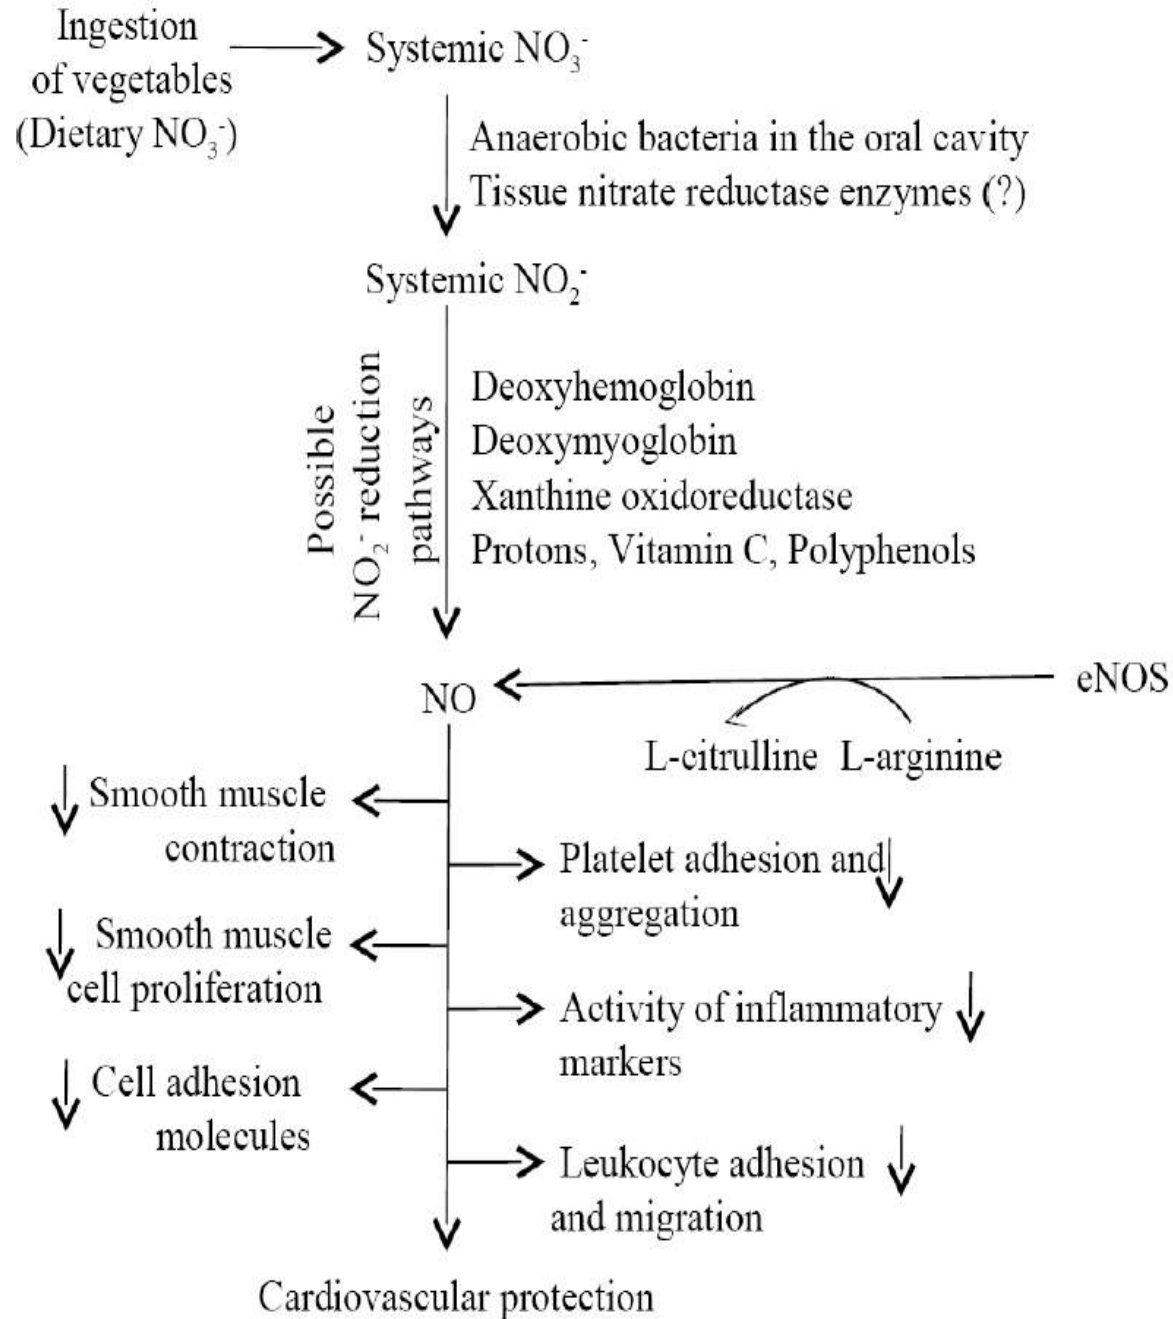 Ingestion
of vegetables
(Dietary NO₃⁻)
Systemic NO₃⁻
Anaerobic bacteria in the oral cavity
Tissue nitrate reductase enzymes (?)
Systemic NO₂⁻
Possible
NO₂⁻ reduction
pathways
Deoxyhemoglobin
Deoxymyoglobin
Xanthine oxidoreductase
Protons, Vitamin C, Polyphenols
NO
eNOS
L-citrulline L-arginine
↓ Smooth muscle
contraction
Platelet adhesion and ↓
aggregation
↓ Smooth muscle
cell proliferation
Activity of inflammatory ↓
markers
↓ Cell adhesion
molecules
Leukocyte adhesion ↓
and migration
Cardiovascular protection